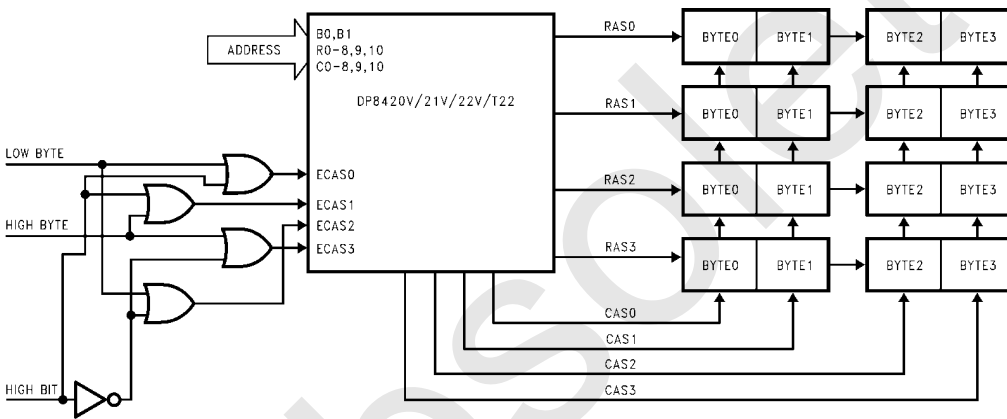 ADDRESS
B0,B1
R0-8,9,10
C0-8,9,10
DP8420V/21V/22V/T22
LOW BYTE
HIGH BYTE
HIGH BIT
ECAS0
ECAS1
ECAS2
ECAS3
RAS0
BYTE0 BYTE1 BYTE2 BYTE3
RAS1
BYTE0 BYTE1 BYTE2 BYTE3
RAS2
BYTE0 BYTE1 BYTE2 BYTE3
RAS3
BYTE0 BYTE1 BYTE2 BYTE3
CAS0
CAS1
CAS2
CAS3